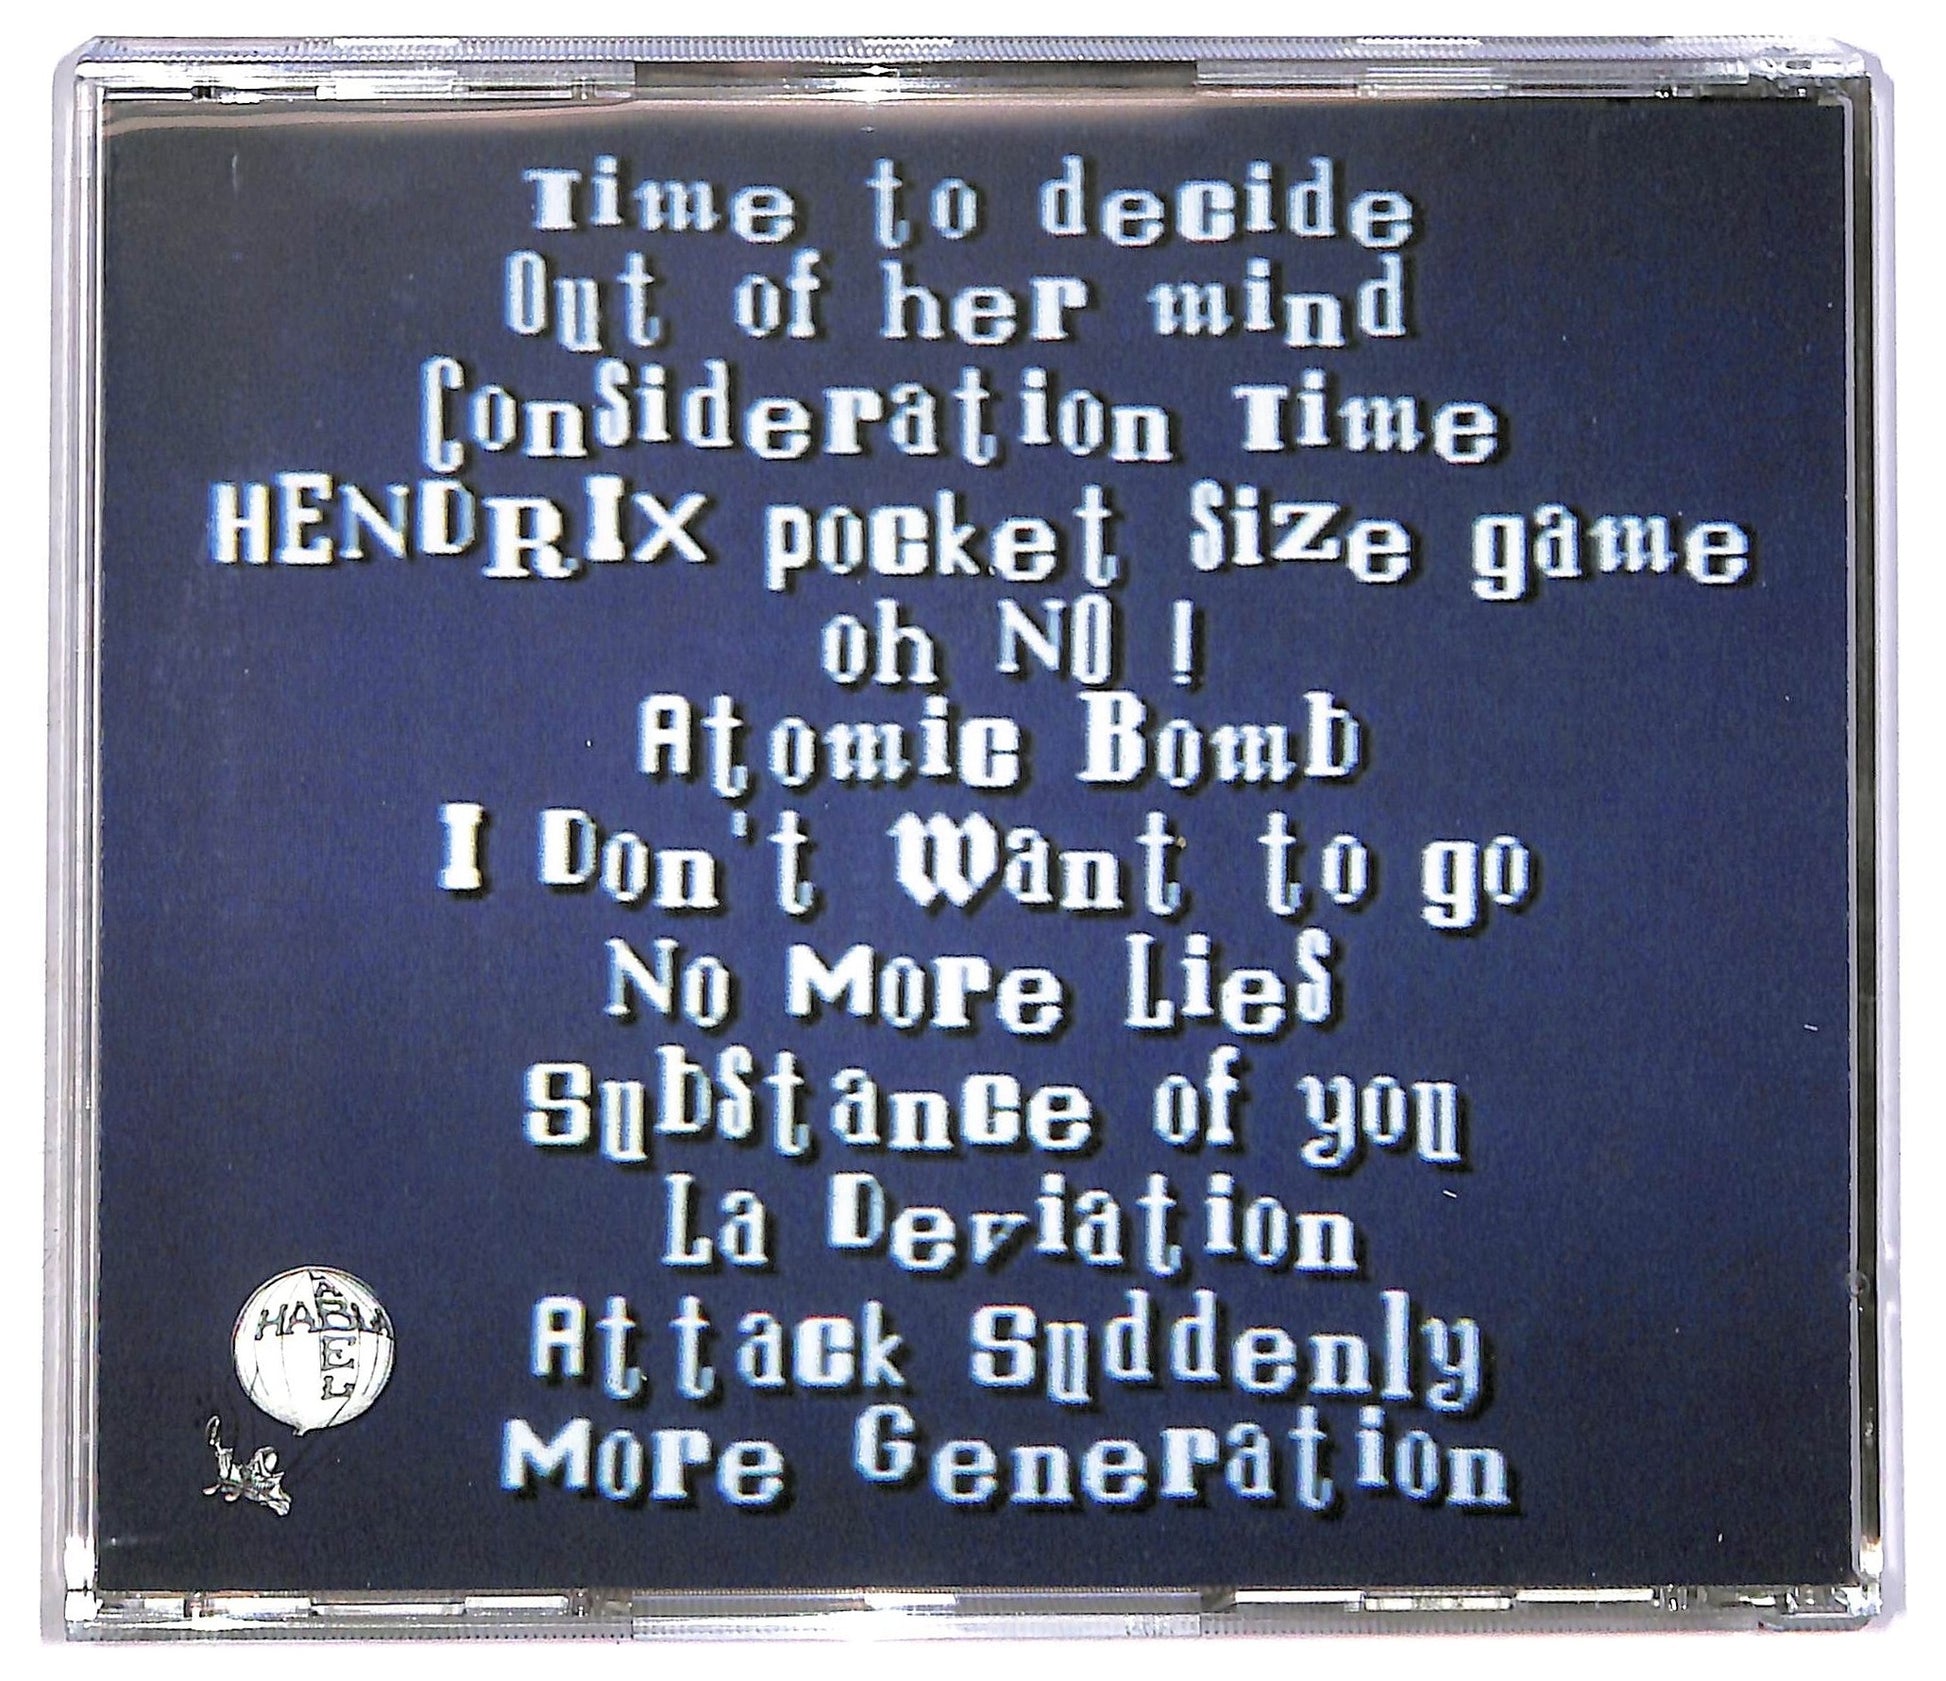 Time to decide
Out of her mind
Consideration Time
HENDRIX pocket size game
oh NO !
Atomic Bomb
I Don't Want to go
No More Lies
Substance of you
La Deviation
Attack Suddenly
More Generation